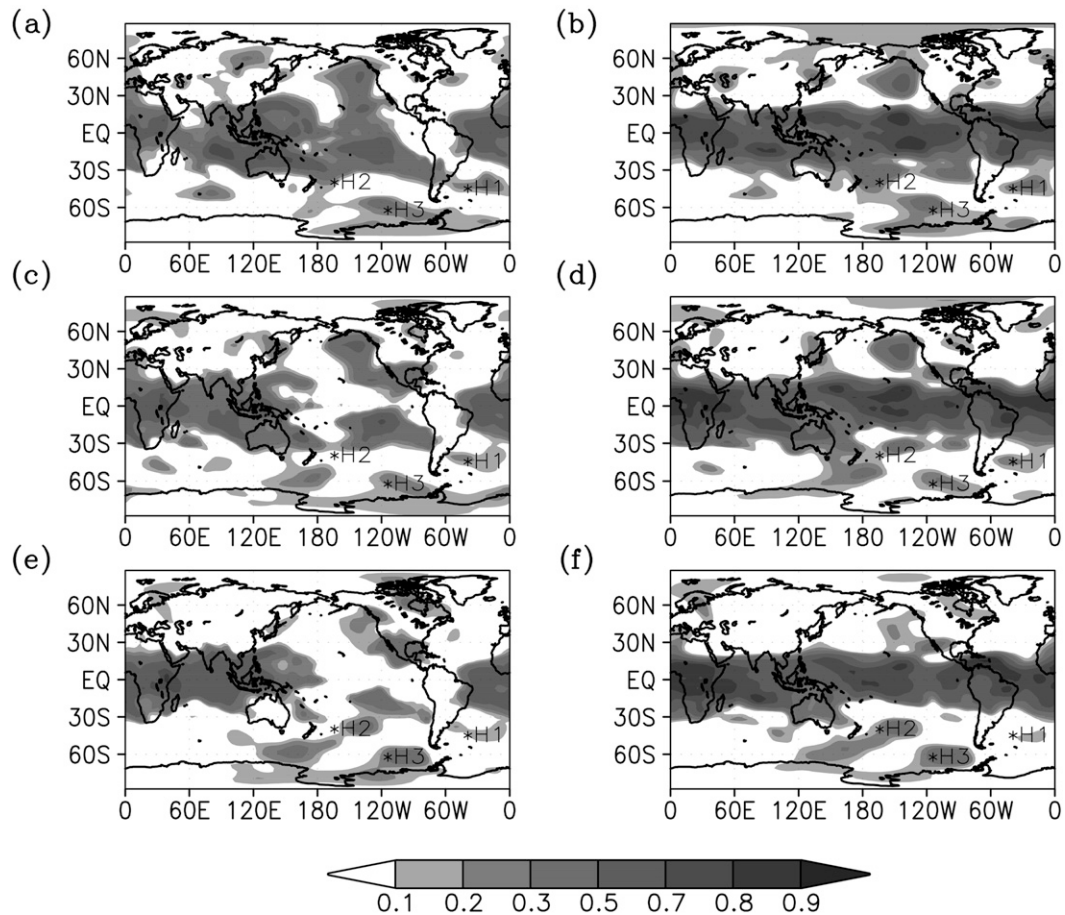 (a)
(b)
60N
30N
EQ
30S
60S
*H2
*H1
*H3
0 60E 120E 180 120W 60W 0
60N
30N
EQ
30S
60S
*H2
*H1
*H3
0 60E 120E 180 120W 60W 0
(c)
(d)
60N
30N
EQ
30S
60S
*H2
*H1
*H3
0 60E 120E 180 120W 60W 0
60N
30N
EQ
30S
60S
*H2
*H1
*H3
0 60E 120E 180 120W 60W 0
(e)
(f)
60N
30N
EQ
30S
60S
*H2
*H1
*H3
0 60E 120E 180 120W 60W 0
60N
30N
EQ
30S
60S
*H2
*H1
*H3
0 60E 120E 180 120W 60W 0
0.1 0.2 0.3 0.5 0.7 0.8 0.9